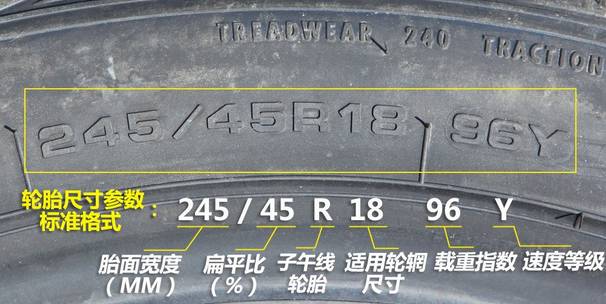 TREADWEAR 240 TRACTION
245/45R18 96Y
轮胎尺寸参数
标准格式 :
245 / 45 R 18 96 Y
胎面宽度 扁平比 子午线 适用轮辋 载重指数 速度等级
(MM) (%) 轮胎 尺寸